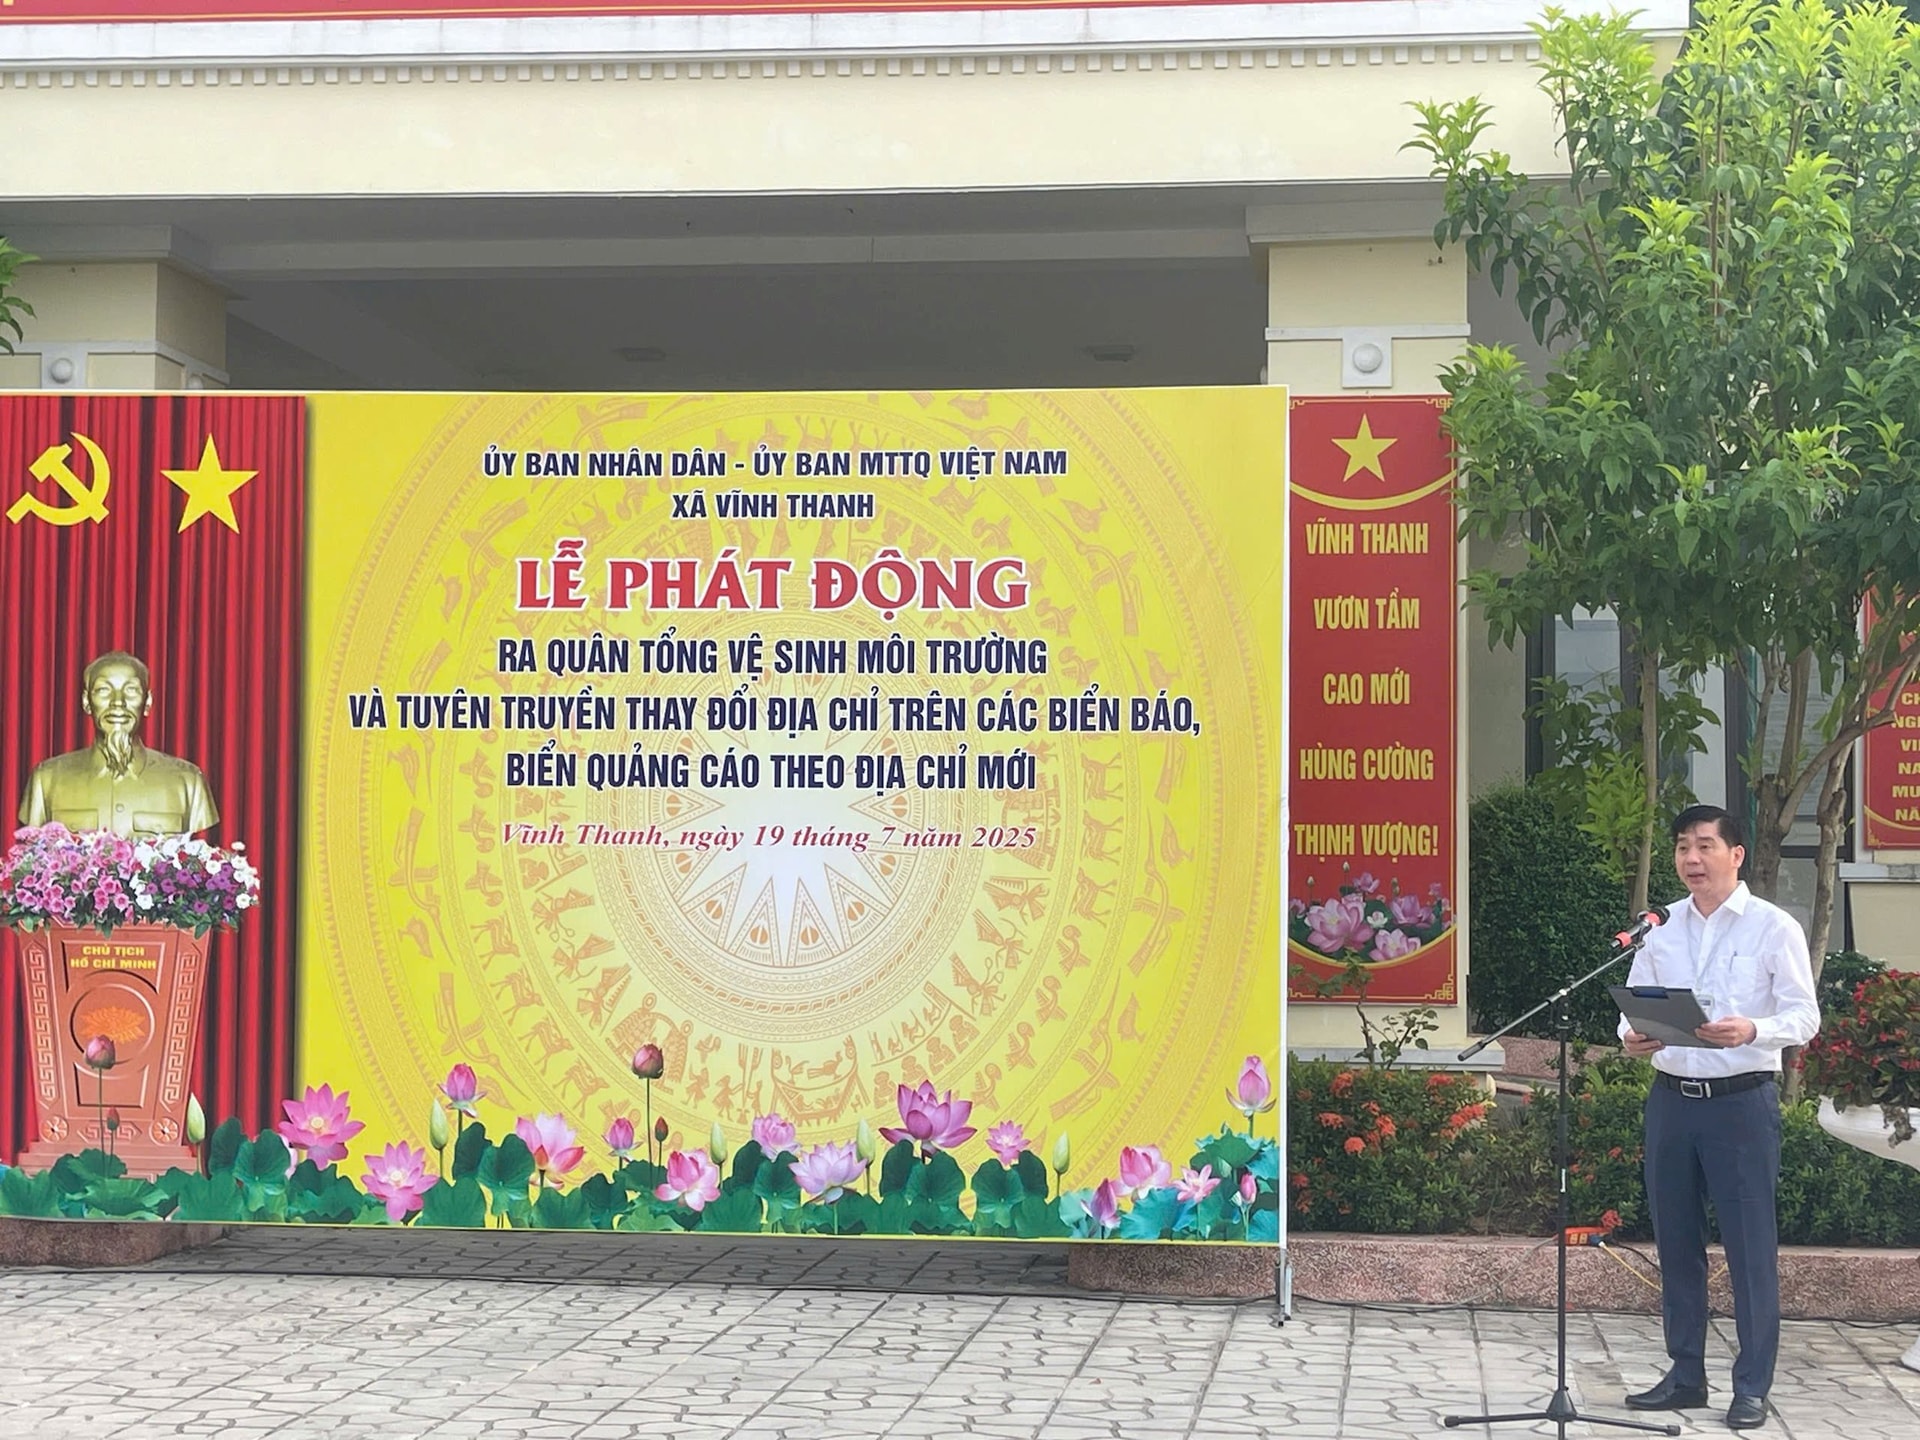 ỦY BAN NHÂN DÂN - ỦY BAN MTTQ VIỆT NAM
XÃ VĨNH THANH
LỄ PHÁT ĐỘNG
RA QUÂN TỔNG VỆ SINH MÔI TRƯỜNG
VÀ TUYÊN TRUYỀN THAY ĐỔI ĐỊA CHỈ TRÊN CÁC BIỂN BÁO,
BIỂN QUẢNG CÁO THEO ĐỊA CHỈ MỚI
Vĩnh Thanh, ngày 19 tháng 7 năm 2025
CHỦ TỊCH
HỒ CHÍ MINH
VĨNH THANH
VƯƠN TẦM
CAO MỚI
HÙNG CƯỜNG
THỊNH VƯỢNG!